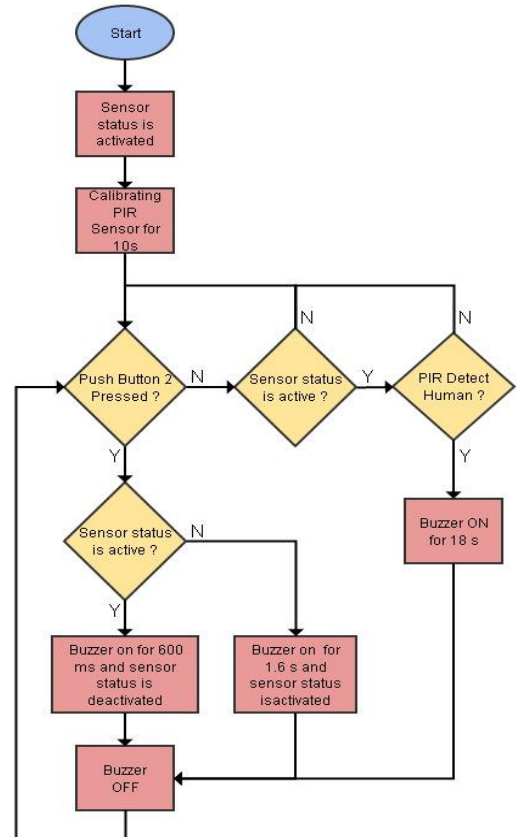 Start
Sensor
status is
activated
Calibrating
PIR
Sensor for
10s
N
N
Push Button 2
Pressed ?
N
Sensor status
is active ?
Y
PIR Detect
Human ?
Y
Y
Sensor status
is active ?
N
Buzzer ON
for 18 s
Y
Buzzer on for 600
ms and sensor
status is
deactivated
Buzzer on for
1.6 s and
sensor status
isactivated
Buzzer
OFF